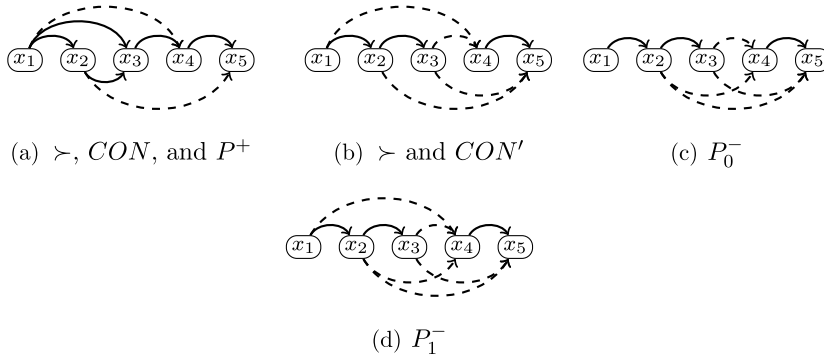 x₁ x₂ x₃ x₄ x₅ x₁ x₂ x₃ x₄ x₅ x₁ x₂ x₃ x₄ x₅
(a) ≻, CON, and P⁺ (b) ≻ and CON′ (c) P₀⁻
x₁ x₂ x₃ x₄ x₅
(d) P₁⁻